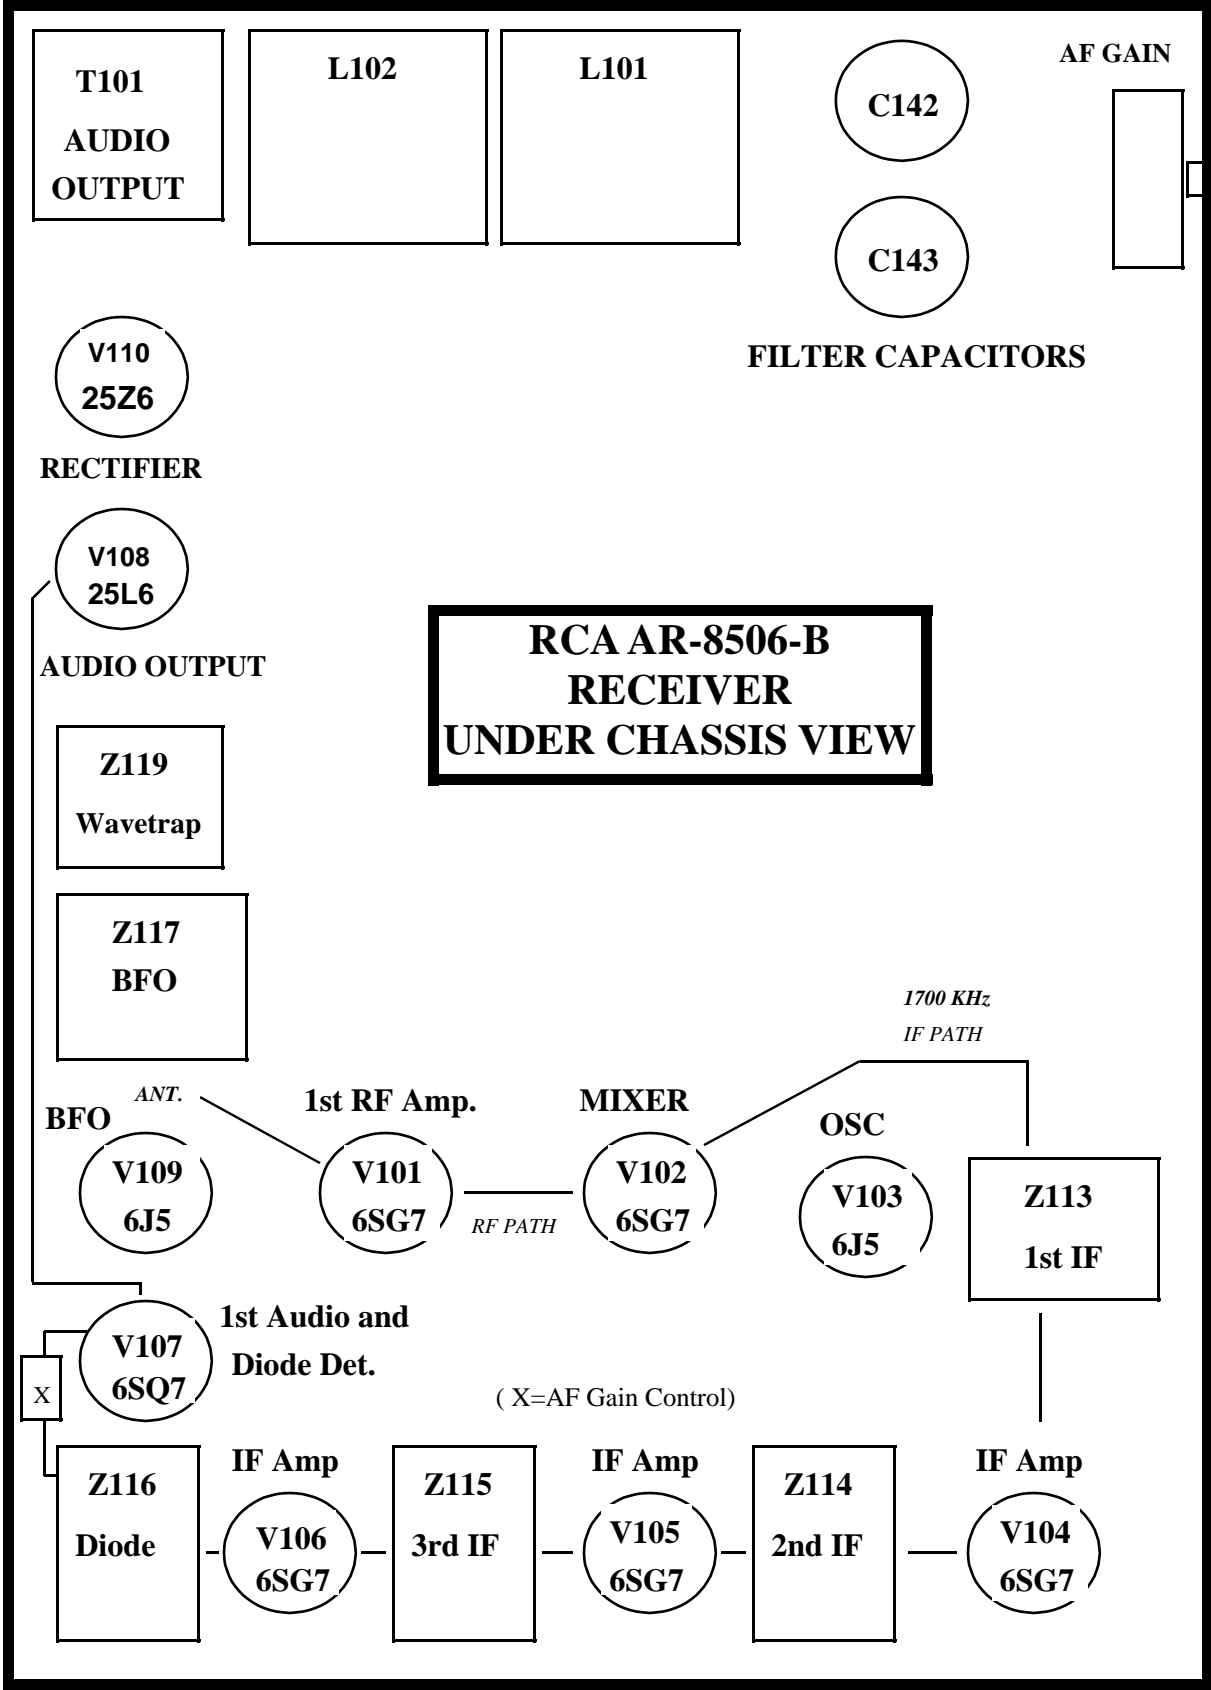 T101
AUDIO
OUTPUT
L102
L101
C142
AF GAIN
C143
FILTER CAPACITORS
V110
25Z6
RECTIFIER
V108
25L6
AUDIO OUTPUT
RCA AR-8506-B
RECEIVER
UNDER CHASSIS VIEW
Z119
Wavetrap
Z117
BFO
1700 KHz
IF PATH
ANT.
BFO
1st RF Amp.
MIXER
OSC
V109
6J5
V101
6SG7
RF PATH
V102
6SG7
V103
6J5
Z113
1st IF
V107
6SQ7
1st Audio and
Diode Det.
X
( X=AF Gain Control)
Z116
Diode
IF Amp
V106
6SG7
Z115
3rd IF
IF Amp
V105
6SG7
Z114
2nd IF
IF Amp
V104
6SG7